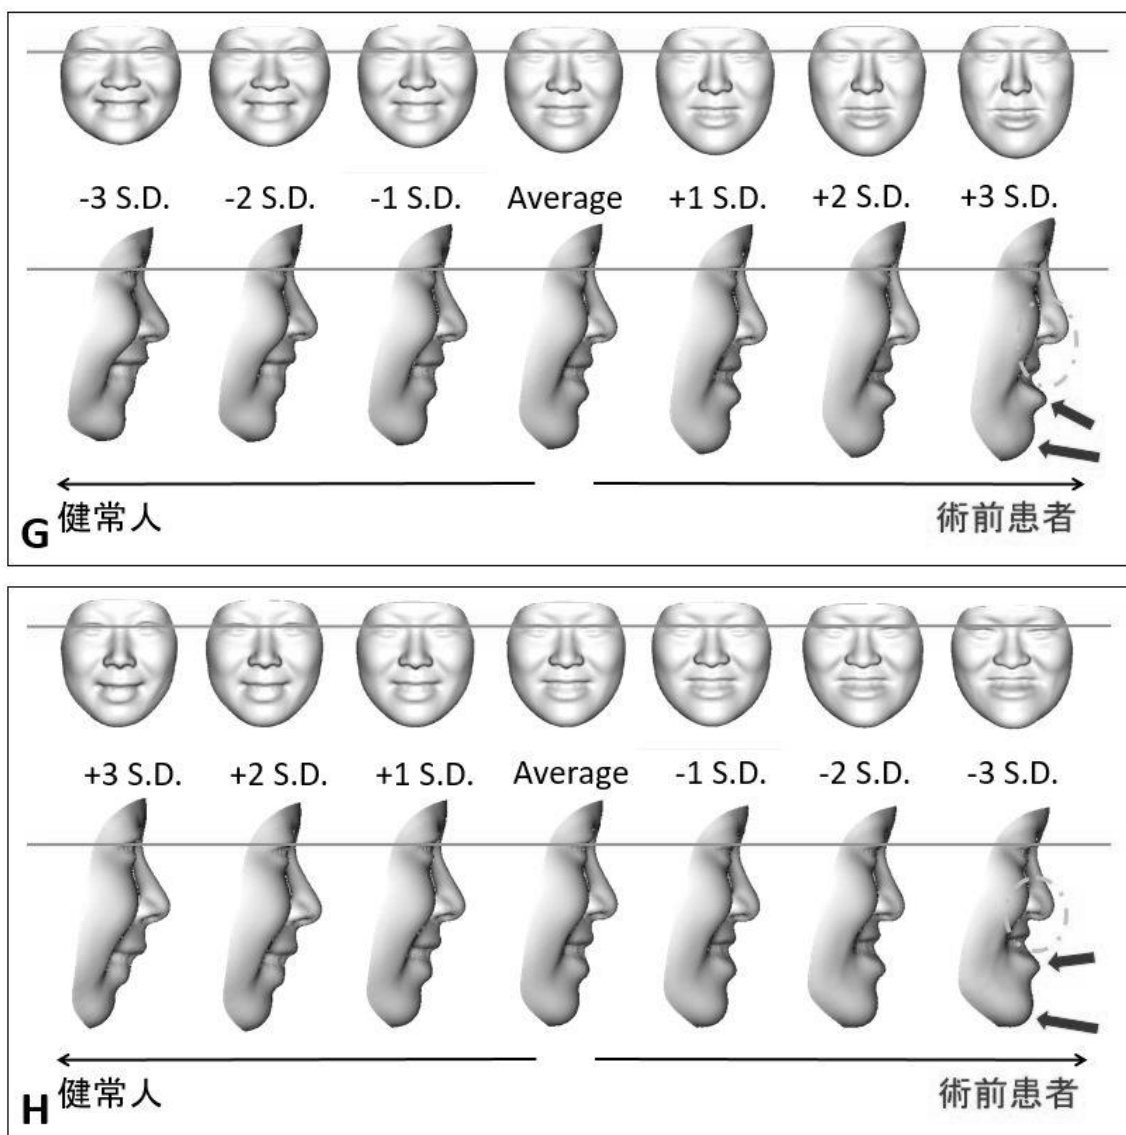 -3 S.D. -2 S.D. -1 S.D. Average +1 S.D. +2 S.D. +3 S.D.
健常人 術前患者
G
+3 S.D. +2 S.D. +1 S.D. Average -1 S.D. -2 S.D. -3 S.D.
健常人 術前患者
H